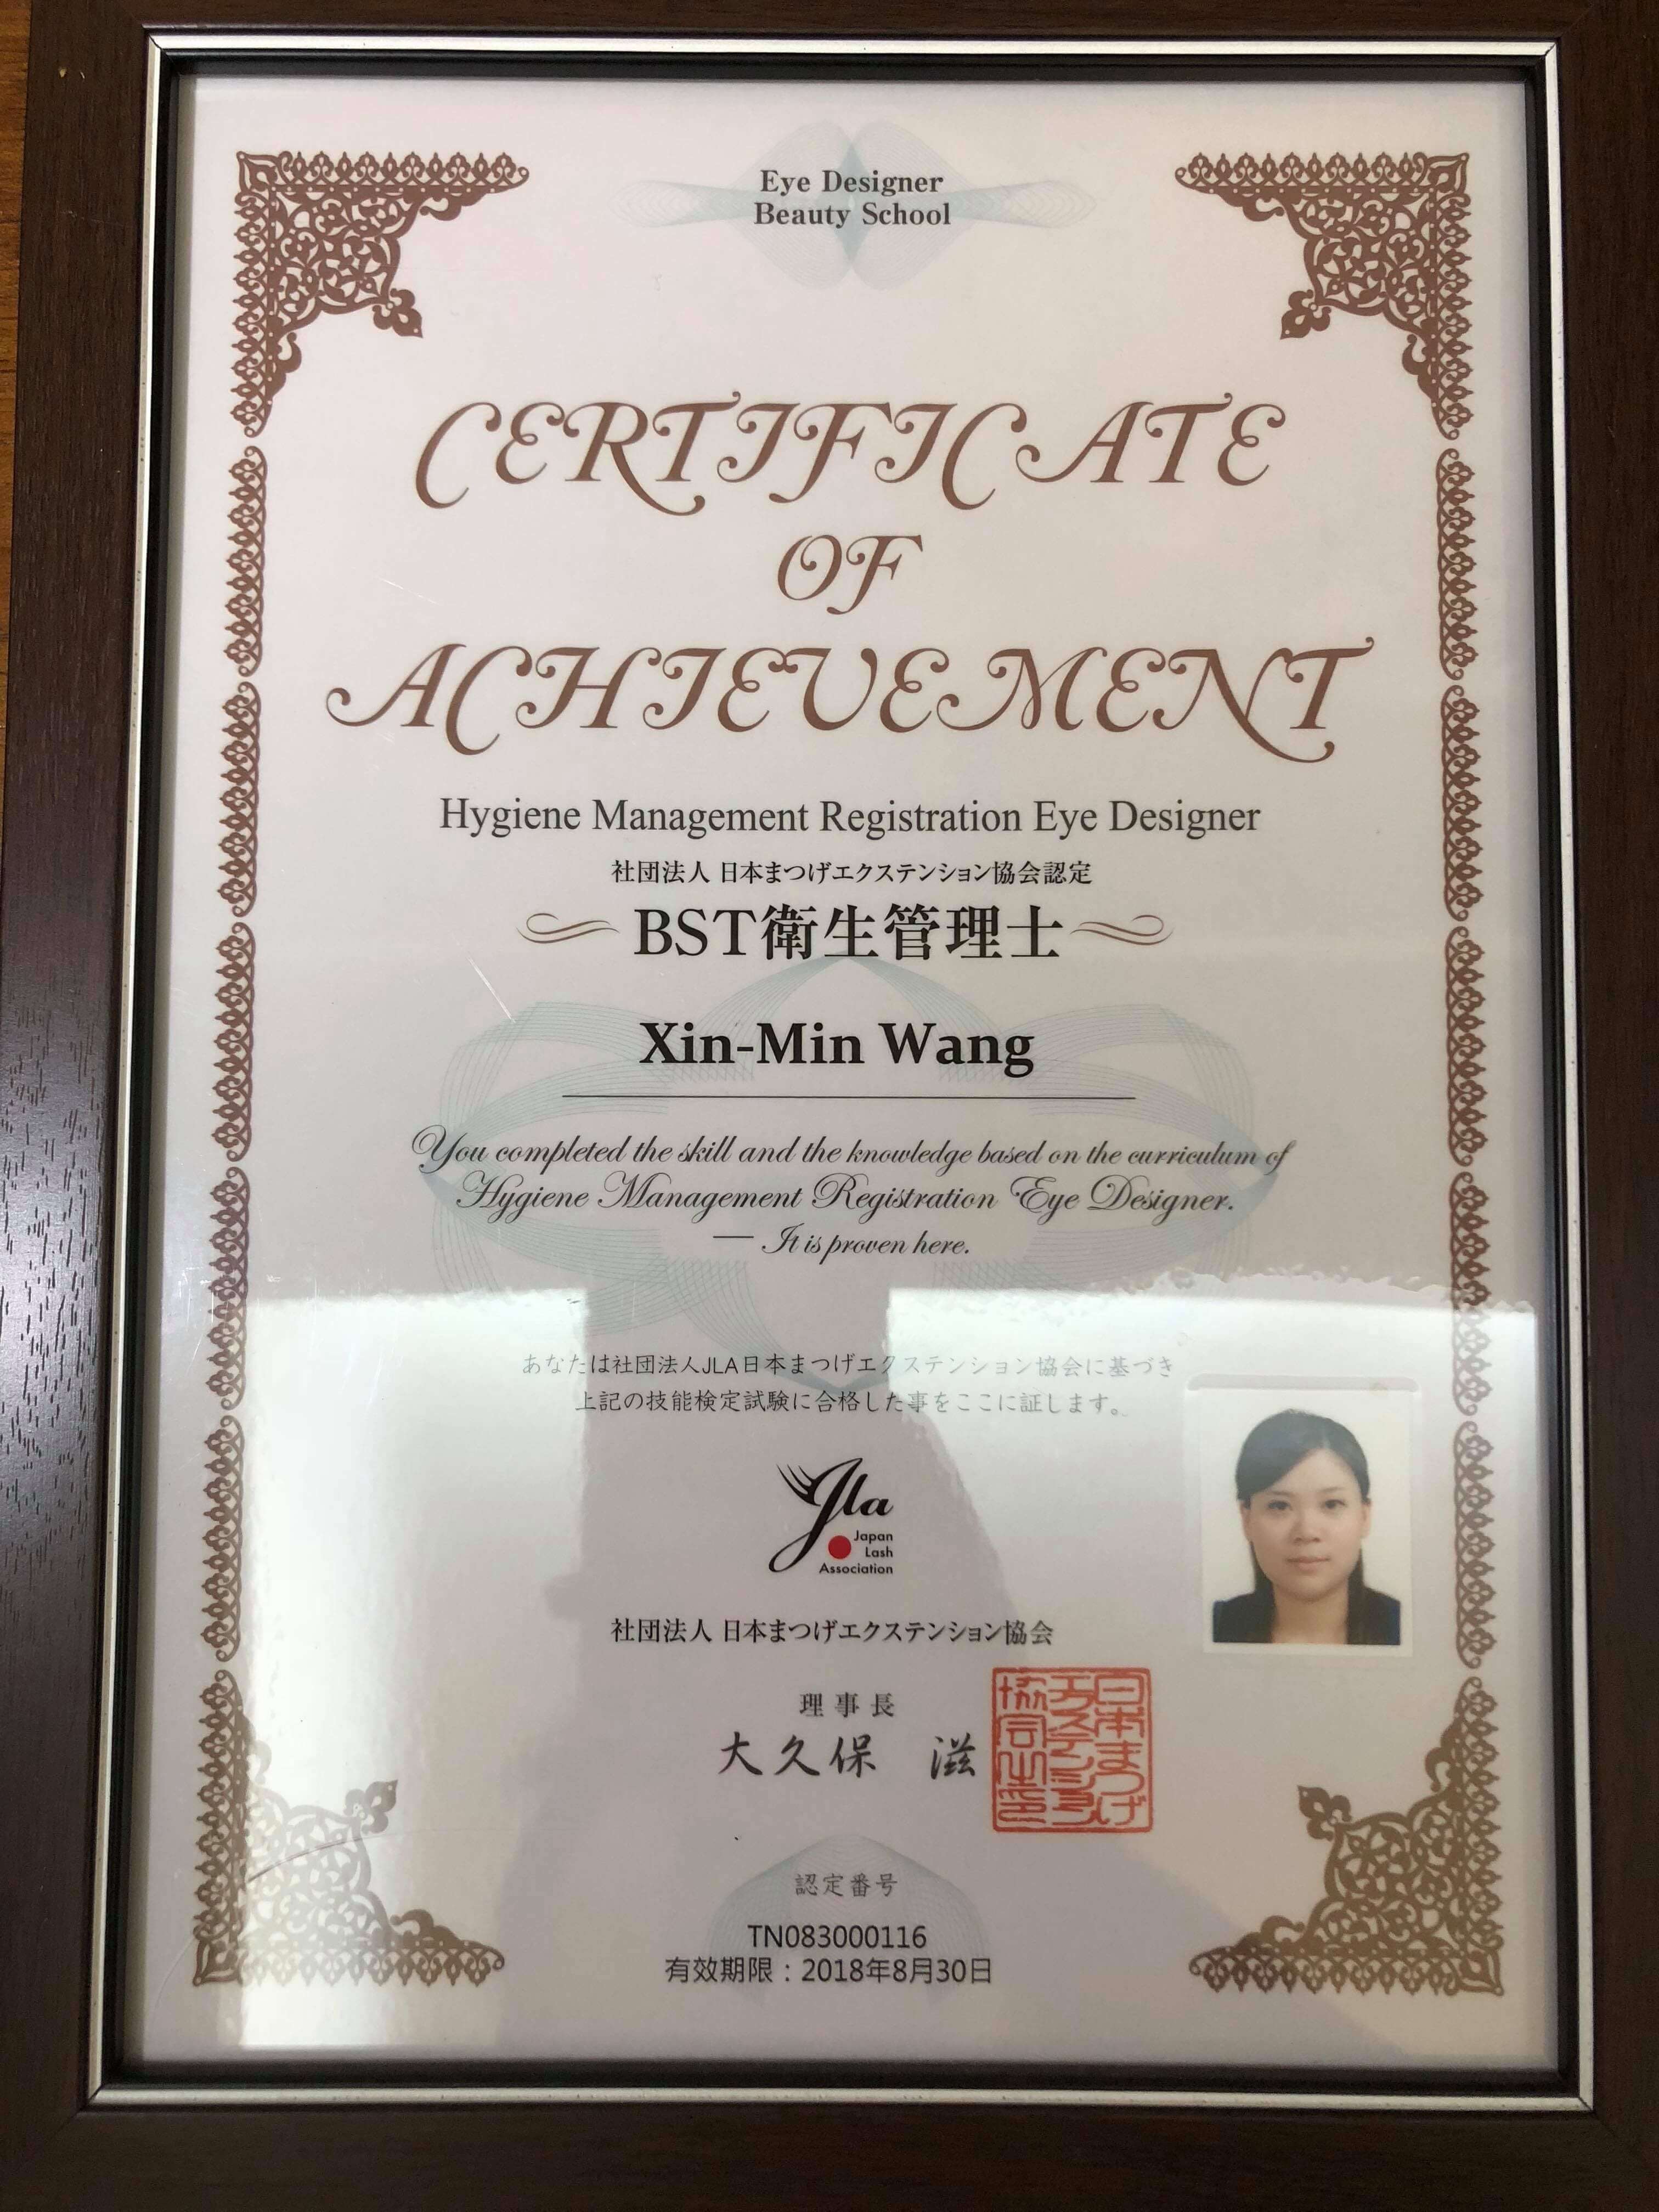 Eye Designer
Beauty School
CERTIFICATE
OF
ACHIEVEMENT
Hygiene Management Registration Eye Designer
社団法人 日本まつげエクステンション協会認定
BST衛生管理士
Xin-Min Wang
You completed the skill and the knowledge based on the curriculum of
Hygiene Management Registration Eye Designer.
— It is proven here.
あなたは社団法人JLA日本まつげエクステンション協会に基づき
上記の技能検定試験に合格した事をここに証します。
Jla
Japan
Lash
Association
社団法人 日本まつげエクステンション協会
理事長
大久保 滋
日本まつげ
エクステンション
協会之印
認定番号
TN083000116
有效期限：2018年8月30日